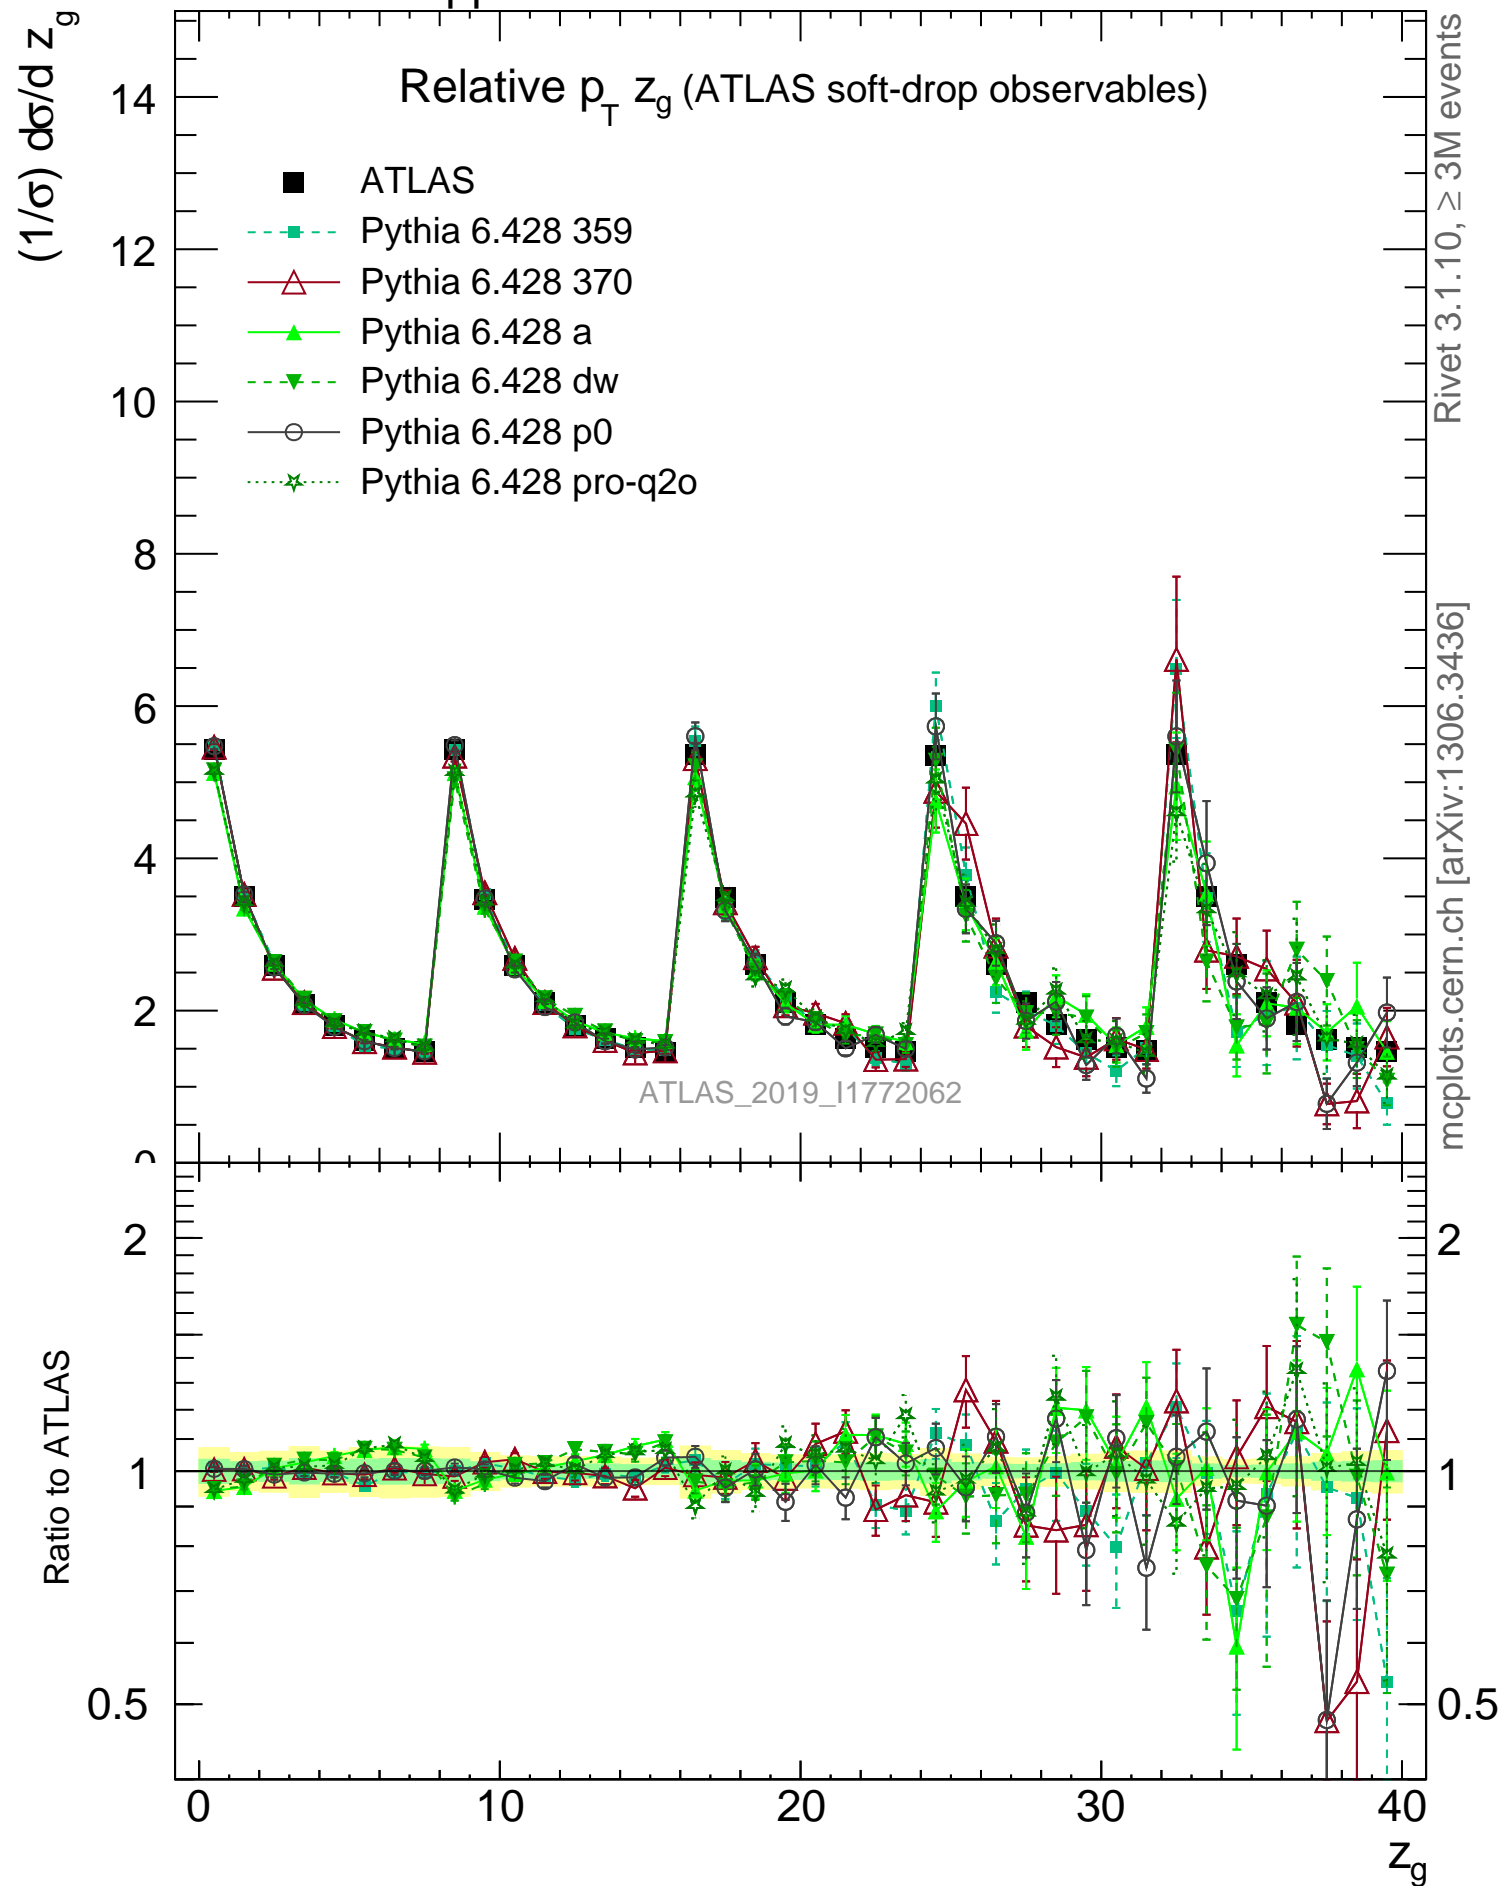 (1/σ) dσ/d z_g
Relative p_T z_g (ATLAS soft-drop observables)
ATLAS
Pythia 6.428 359
Pythia 6.428 370
Pythia 6.428 a
Pythia 6.428 dw
Pythia 6.428 p0
Pythia 6.428 pro-q2o
14
12
10
8
6
4
2
0
ATLAS_2019_I1772062
Rivet 3.1.10, ≥ 3M events
mcplots.cern.ch [arXiv:1306.3436]
Ratio to ATLAS
2
1
0.5
2
1
0.5
0 10 20 30 40
z_g